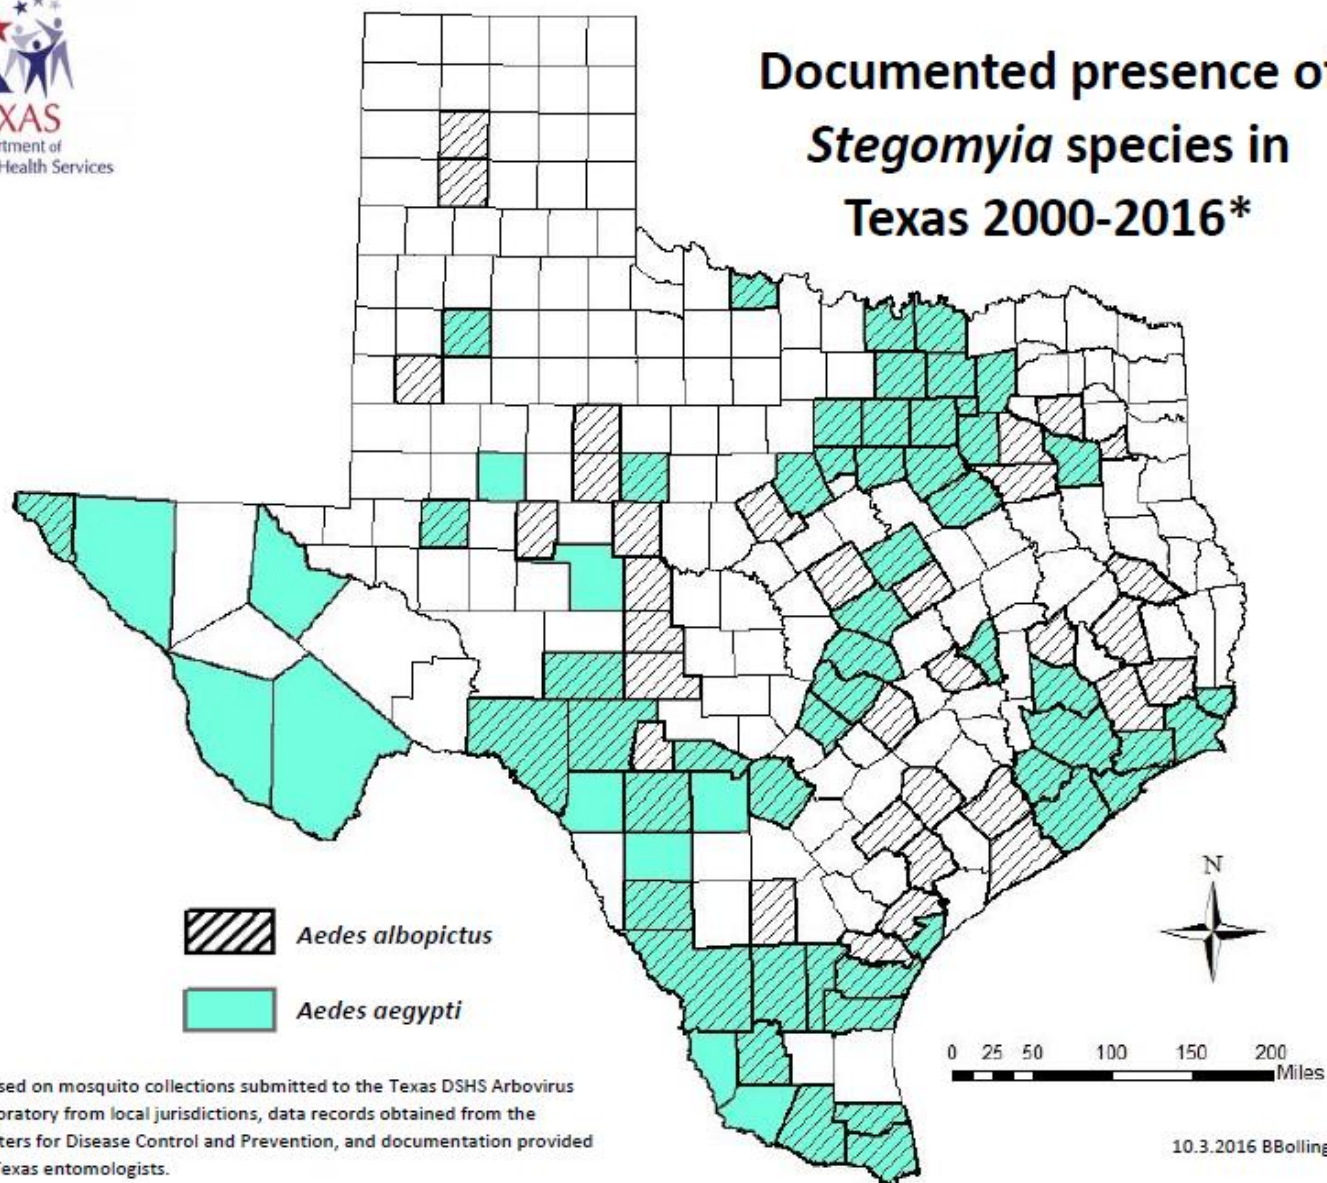 XAS
rtment of
Health Services
Documented presence of
Stegomyia species in
Texas 2000-2016*
N
Aedes albopictus
Aedes aegypti
0 25 50 100 150 200
Miles
sed on mosquito collections submitted to the Texas DSHS Arbovirus
oratory from local jurisdictions, data records obtained from the
ters for Disease Control and Prevention, and documentation provided
Texas entomologists.
10.3.2016 BBolling